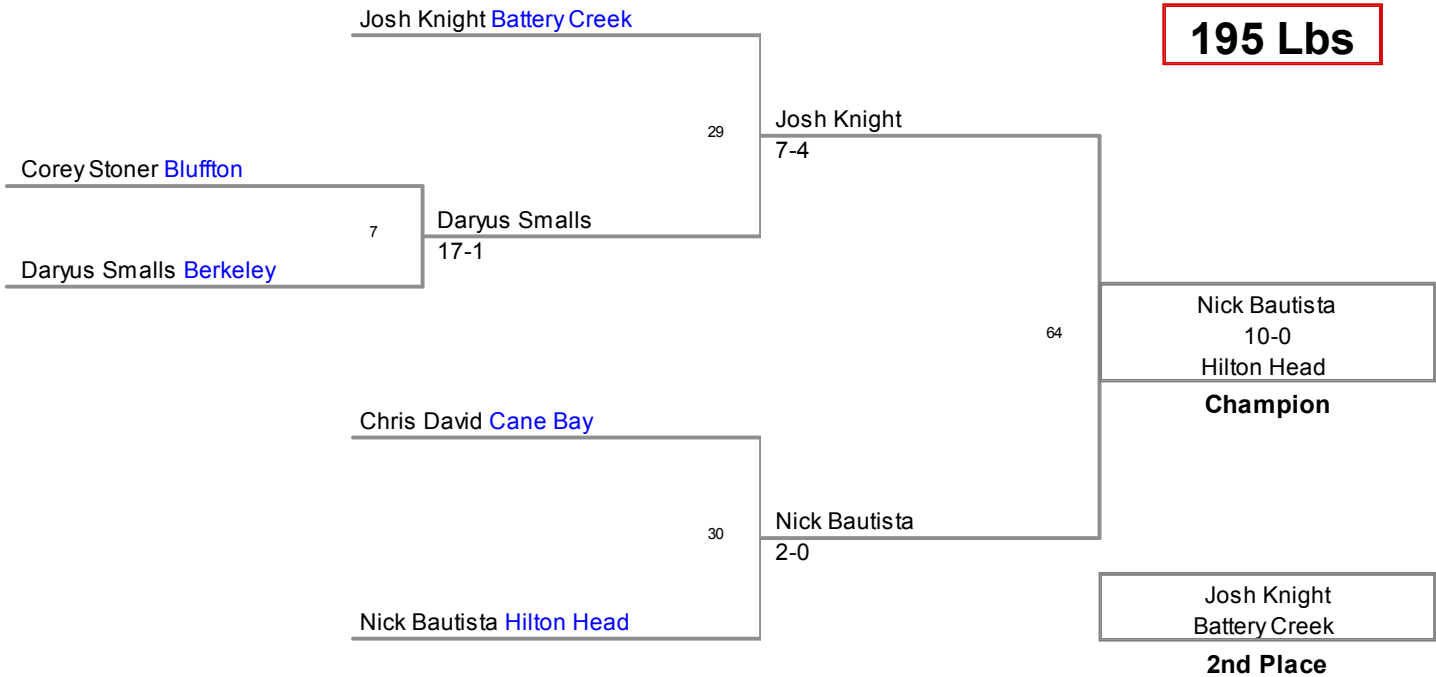 Josh Knight Battery Creek
195 Lbs
29
Josh Knight
7-4
Corey Stoner Bluffton
7
Daryus Smalls
17-1
Daryus Smalls Berkeley
64
Nick Bautista
10-0
Hilton Head
Champion
Chris David Cane Bay
30
Nick Bautista
2-0
Nick Bautista Hilton Head
Josh Knight
Battery Creek
2nd Place